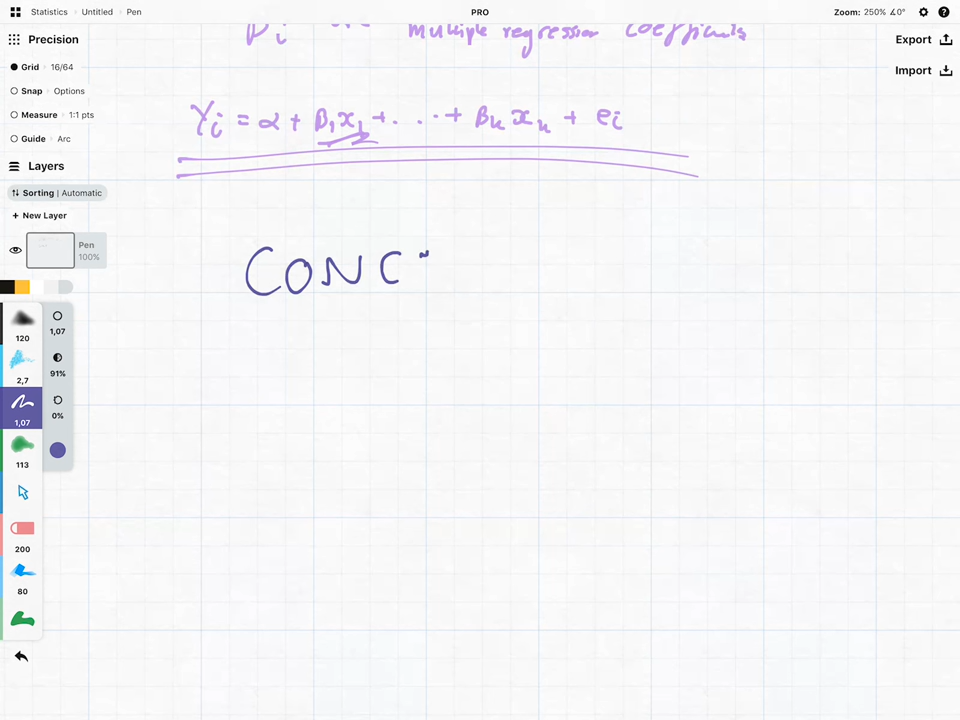 Statistics › Untitled › Pen
PRO
Zoom: 250% ∡0°
Precision
Export
Import
Grid › 16/64
Snap › Options
Measure › 1:1 pts
Guide › Arc
Layers
Sorting | Automatic
+ New Layer
Pen
100%
120
2,7
1,07
113
200
80
1,07
91%
0%
multiple regression coefficients
Yi = α + β₁x₁ + . . . + βₖxₖ + ei
CONC